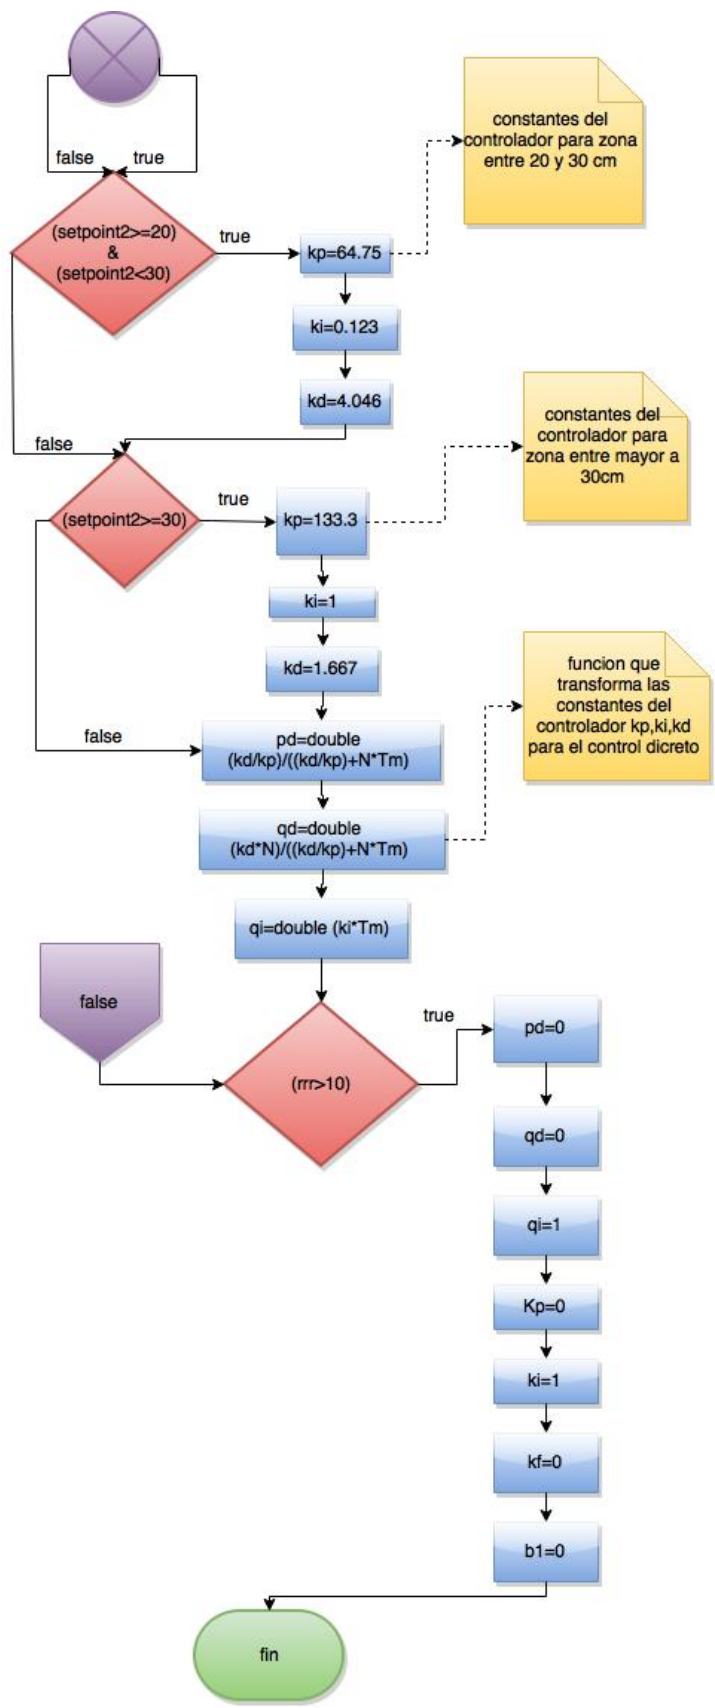 false
true
constantes del
controlador para zona
entre 20 y 30 cm
(setpoint2>=20)
&
(setpoint2<30)
true
kp=64.75
ki=0.123
kd=4.046
false
constantes del
controlador para
zona entre mayor a
30cm
(setpoint2>=30)
true
kp=133.3
ki=1
kd=1.667
funcion que
transforma las
constantes del
controlador kp,ki,kd
para el control dicreto
false
pd=double
(kd/kp)/((kd/kp)+N*Tm)
qd=double
(kd*N)/((kd/kp)+N*Tm)
qi=double (ki*Tm)
false
(rrr>10)
true
pd=0
qd=0
qi=1
Kp=0
ki=1
kf=0
b1=0
fin